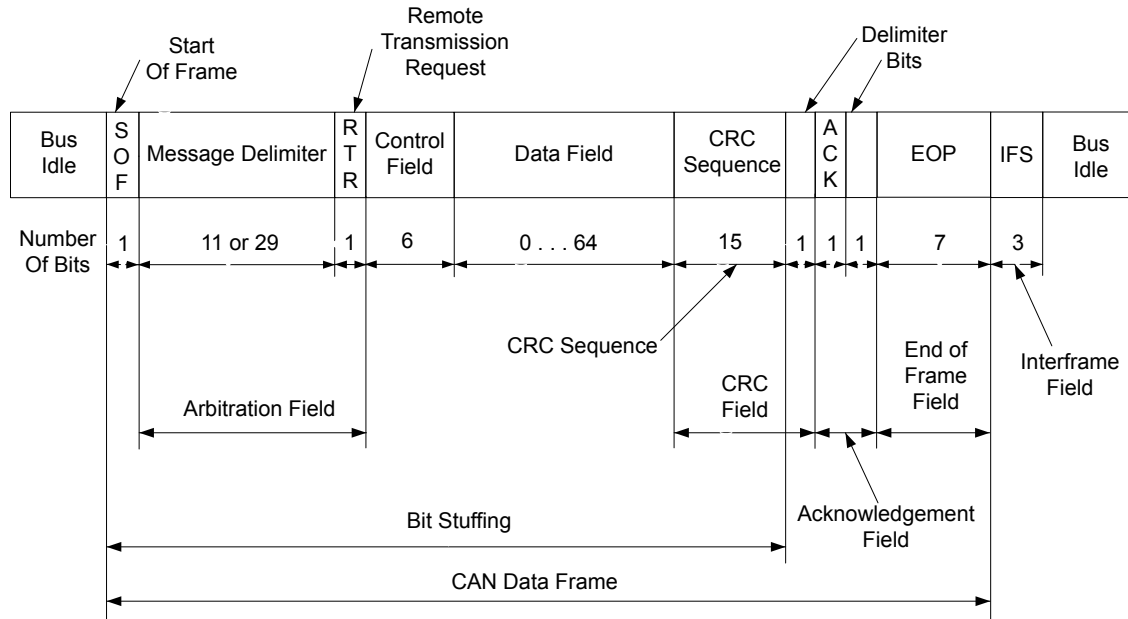 Start
Of Frame
Remote
Transmission
Request
Delimiter
Bits
Bus
Idle
S
O
F
Message Delimiter
R
T
R
Control
Field
Data Field
CRC
Sequence
A
C
K
EOP
IFS
Bus
Idle
Number
Of Bits
1
11 or 29
1
6
0 . . . 64
15
1
1
1
7
3
CRC Sequence
End of
Frame
Field
Interframe
Field
Arbitration Field
CRC
Field
Bit Stuffing
Acknowledgement
Field
CAN Data Frame